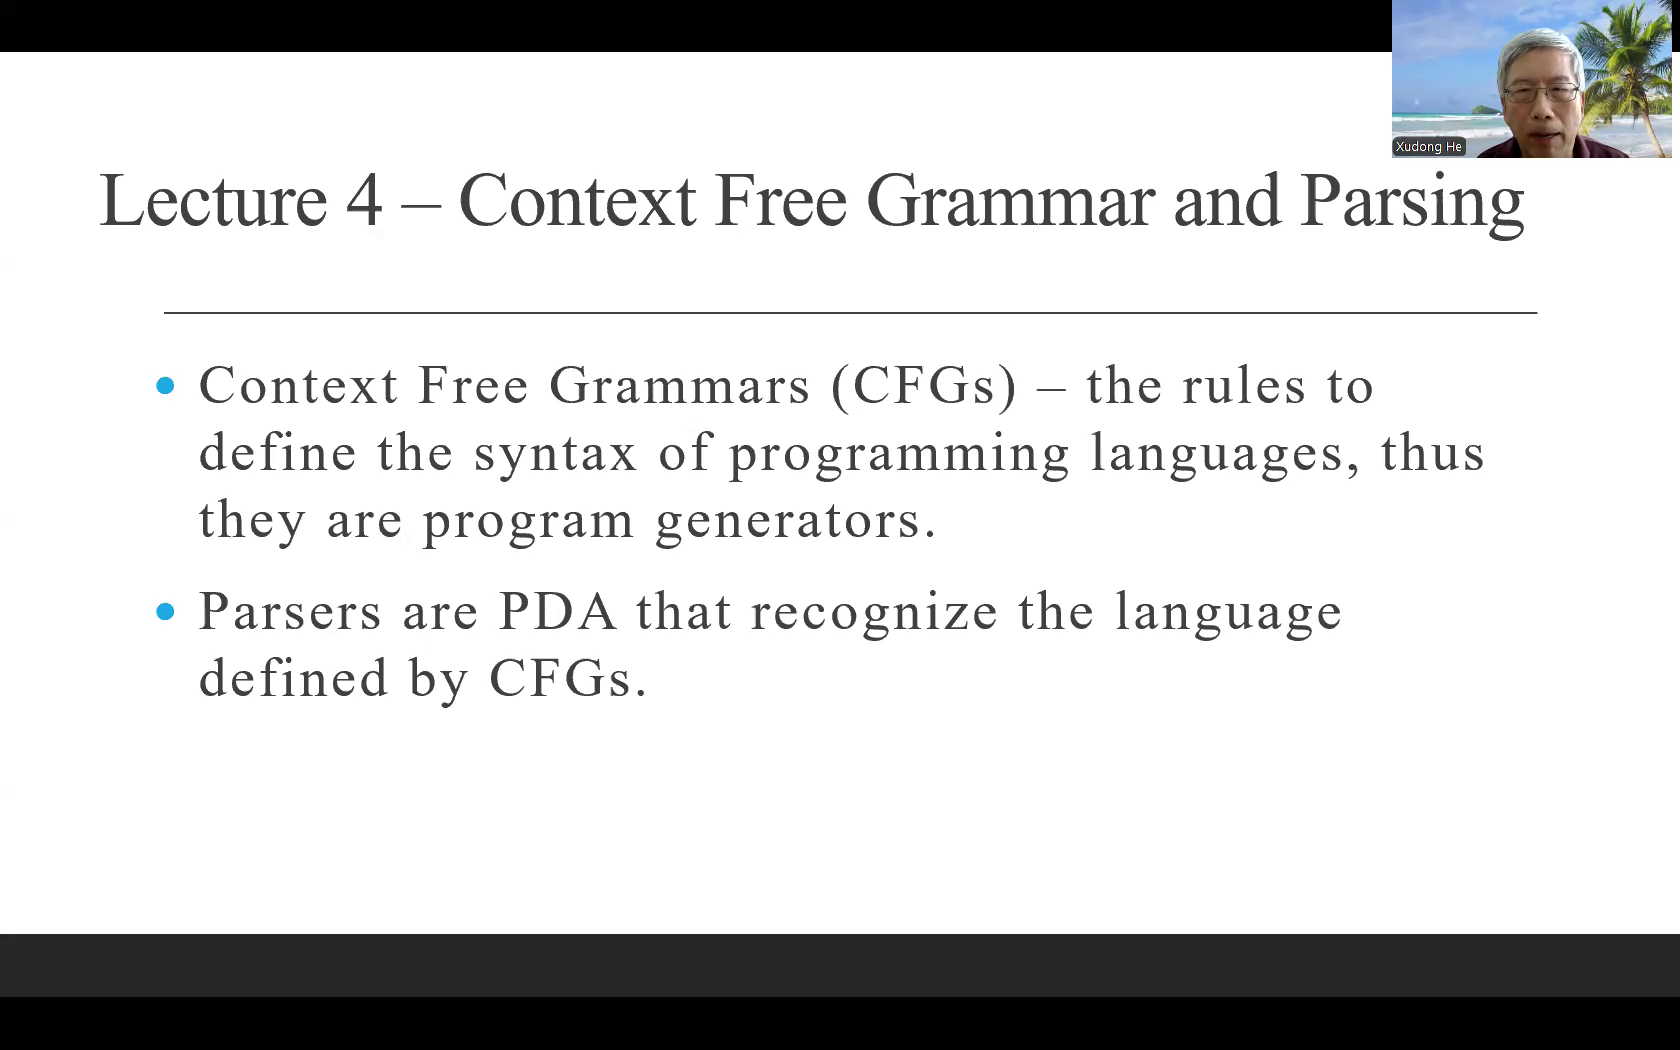 Xudong He
Lecture 4 – Context Free Grammar and Parsing
• Context Free Grammars (CFGs) – the rules to
define the syntax of programming languages, thus
they are program generators.
• Parsers are PDA that recognize the language
defined by CFGs.